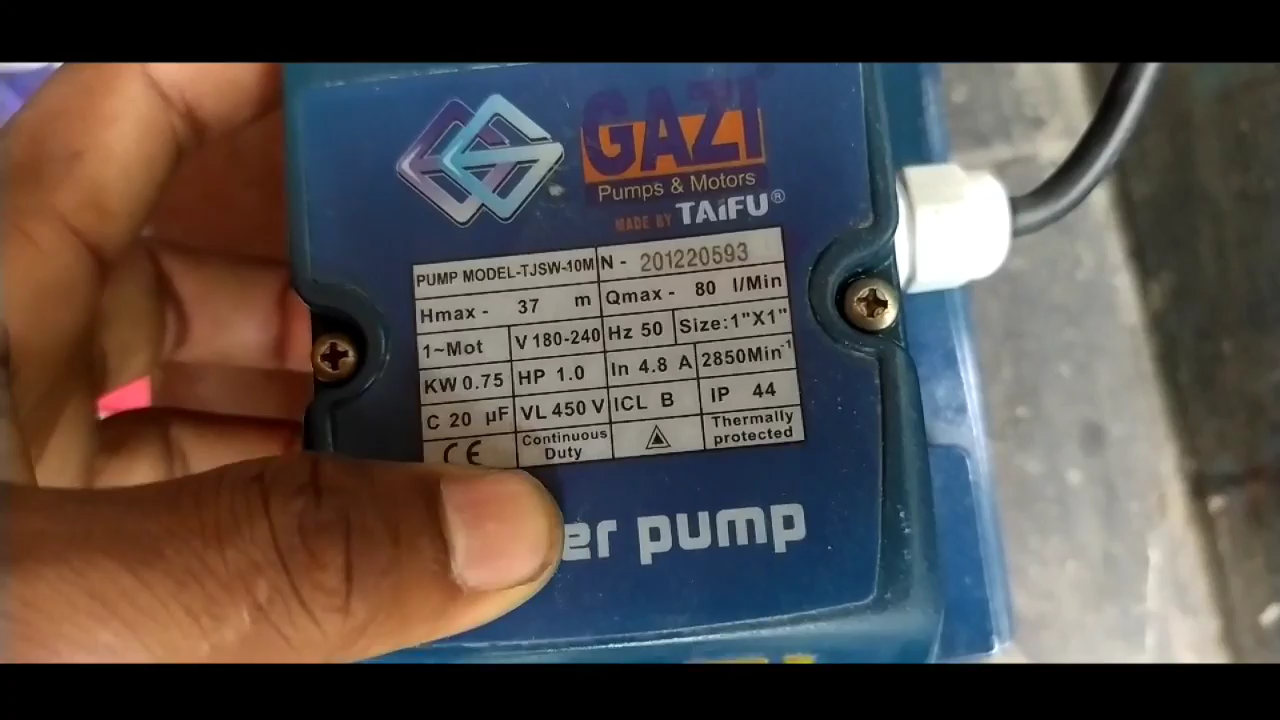 GAZI
Pumps & Motors
MADE BY TAiFU®
PUMP MODEL-TJSW-10M N - 201220593
Hmax - 37 m Qmax - 80 l/Min
1~Mot V 180-240 Hz 50 Size:1"X1"
KW 0.75 HP 1.0 In 4.8 A 2850Min-1
C 20 µF VL 450 V ICL B IP 44
CE Continuous Duty Thermally protected
er pump